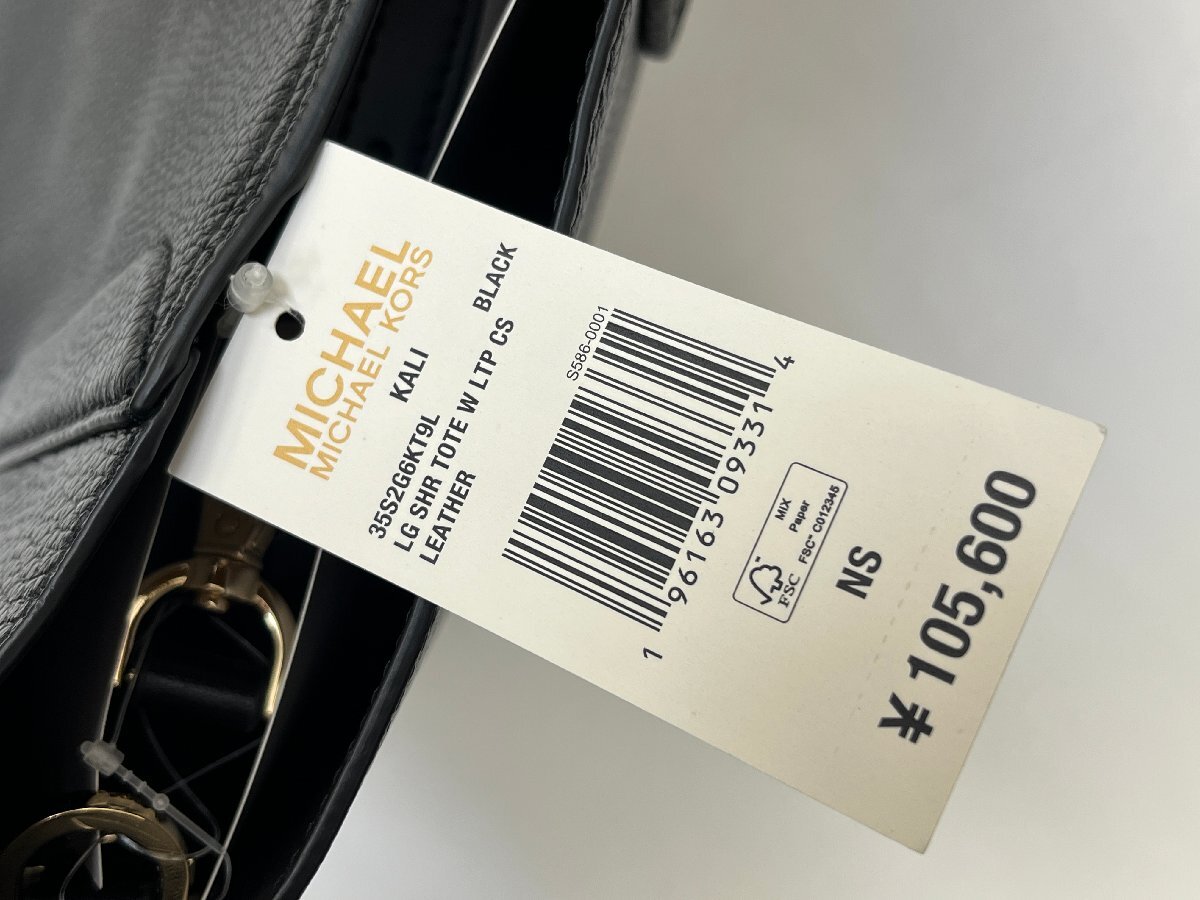 MICHAEL
MICHAEL KORS
KALI
35S2G6KT9L BLACK
LG SHR TOTE W LTP CS
LEATHER
S586-0001
1 96163 09331 4
MIX
Paper
FSC™ C012345
FSC
NS
¥ 105,600